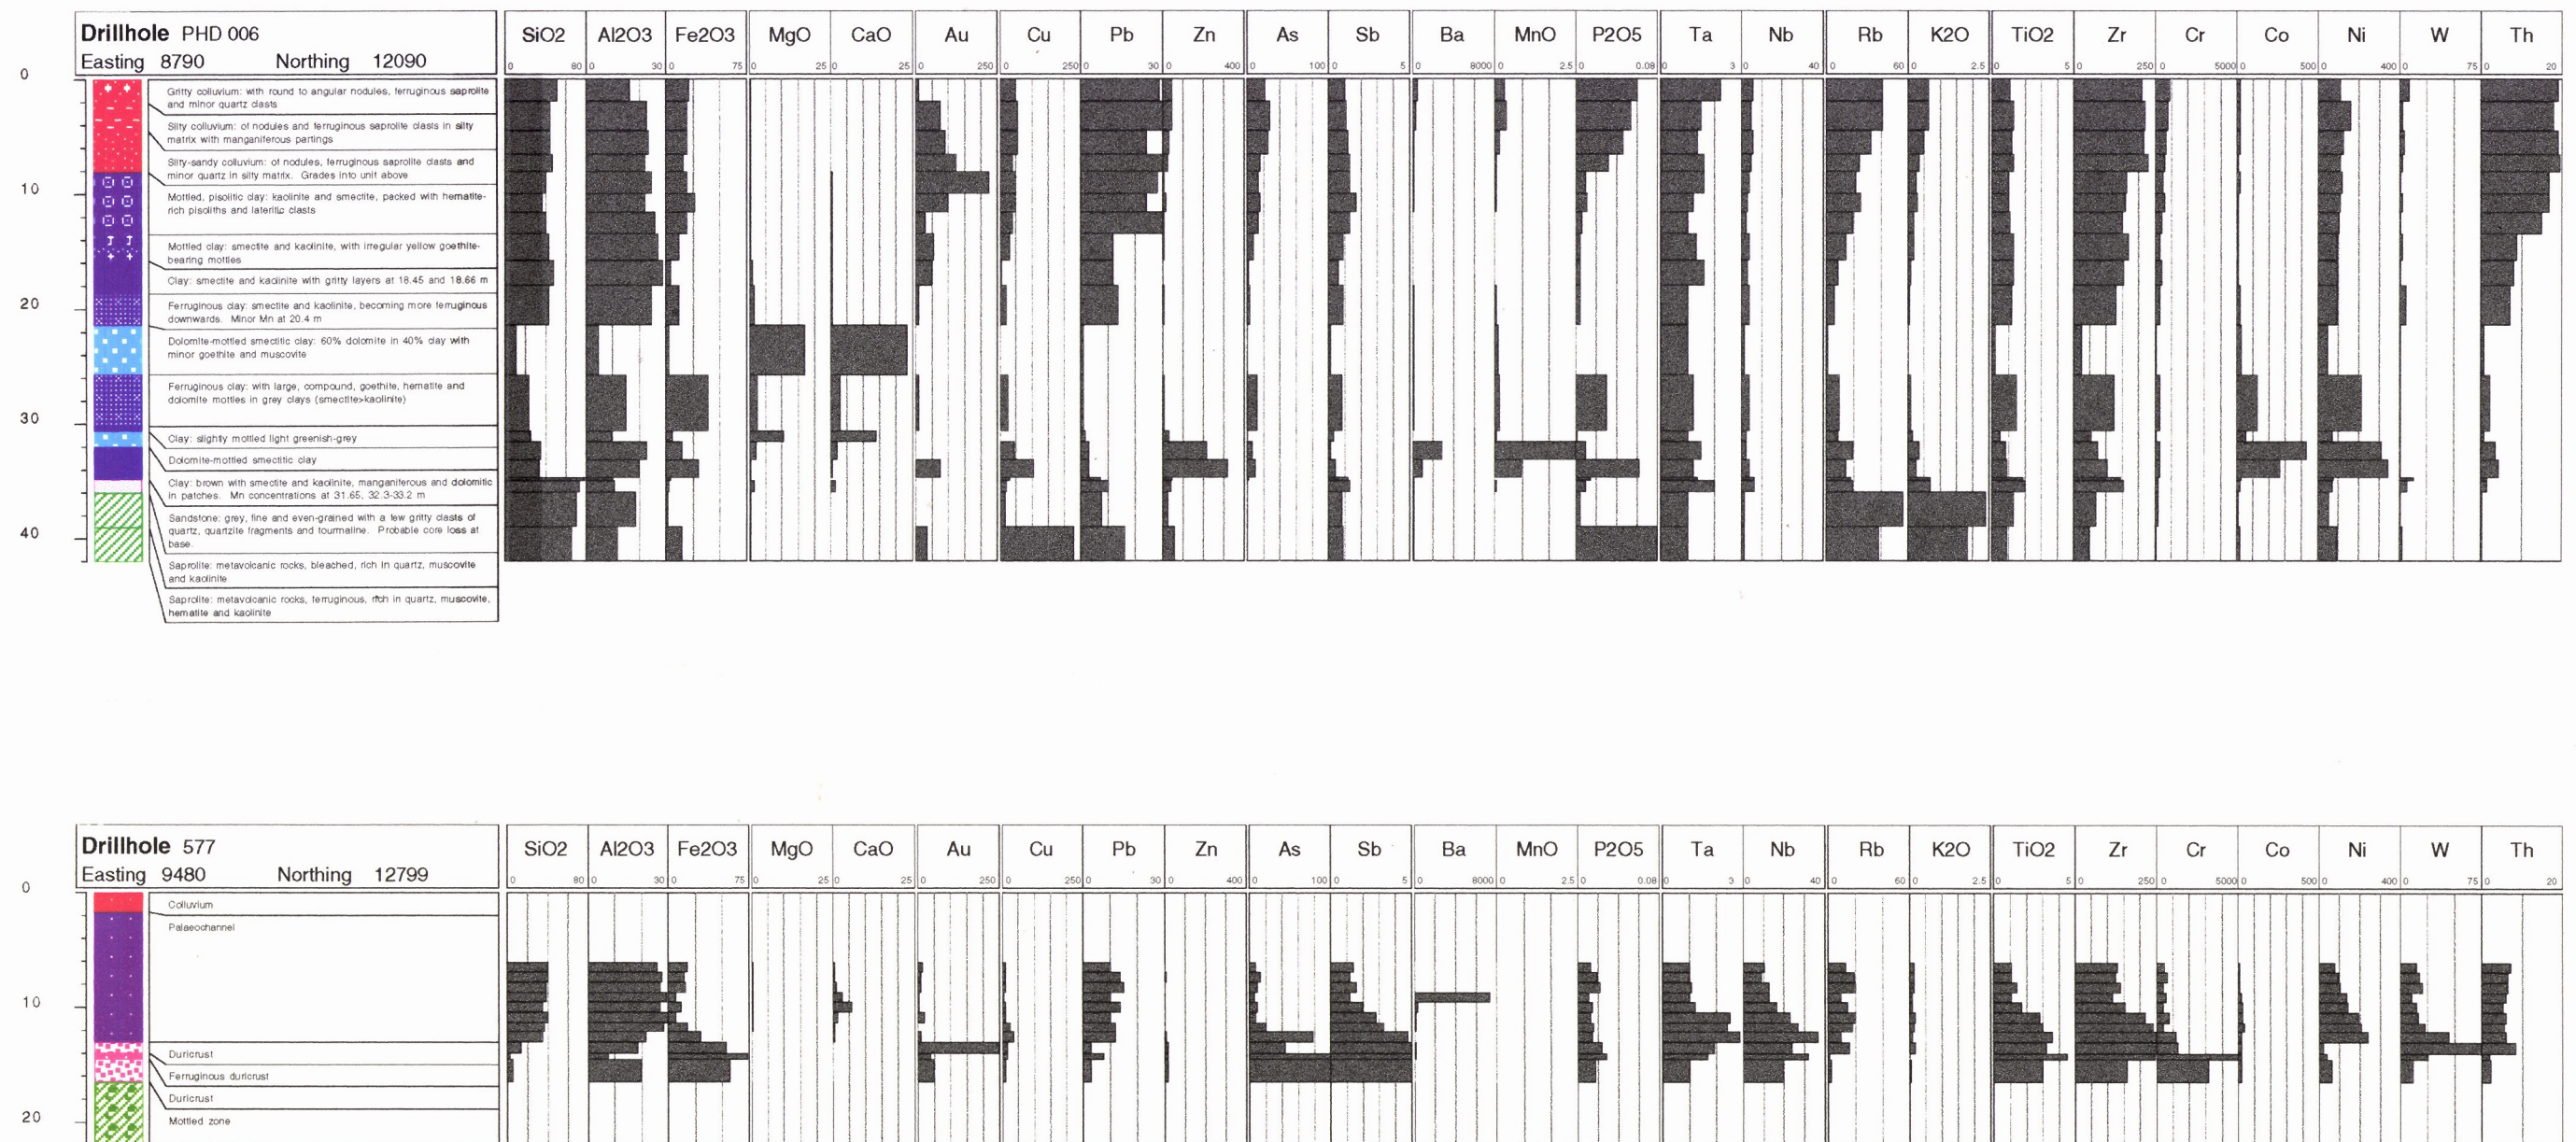 Drillhole PHD 006
Easting 8790 Northing 12090
SiO2 Al2O3 Fe2O3 MgO CaO Au Cu Pb Zn As Sb Ba MnO P2O5 Ta Nb Rb K2O TiO2 Zr Cr Co Ni W Th
0 80 0 30 0 75 0 25 0 25 0 250 0 250 0 30 0 400 0 100 0 5 0 8000 0 2.5 0 0.08 0 3 0 40 0 60 0 2.5 0 5 0 250 0 5000 0 500 0 400 0 75 0 20
0
Gritty colluvium: with round to angular nodules, ferruginous saprolite
and minor quartz clasts
Silty colluvium: of nodules and ferruginous saprolite clasts in silty
matrix with manganiferous partings
Silty-sandy colluvium: of nodules, ferruginous saprolite clasts and
minor quartz in silty matrix. Grades into unit above
10
Mottled, pisolitic clay: kaolinite and smectite, packed with hematite-
rich pisoliths and lateritic clasts
Mottled clay: smectite and kaolinite, with irregular yellow goethite-
bearing mottles
Clay: smectite and kaolinite with gritty layers at 18.45 and 18.66 m
20
Ferruginous clay: smectite and kaolinite, becoming more ferruginous
downwards. Minor Mn at 20.4 m
Dolomite-mottled smectitic clay: 60% dolomite in 40% clay with
minor goethite and muscovite
Ferruginous clay: with large, compound, goethite, hematite and
dolomite mottles in grey clays (smectite>kaolinite)
30
Clay: slightly mottled light greenish-grey
Dolomite-mottled smectitic clay
Clay: brown with smectite and kaolinite, manganiferous and dolomitic
in patches. Mn concentrations at 31.65, 32.3-33.2 m
Sandstone: grey, fine and even-grained with a few gritty clasts of
quartz, quartzite fragments and tourmaline. Probable core loss at
base.
40
Saprolite: metavolcanic rocks, bleached, rich in quartz, muscovite
and kaolinite
Saprolite: metavolcanic rocks, ferruginous, rich in quartz, muscovite,
hematite and kaolinite
Drillhole 577
Easting 9480 Northing 12799
SiO2 Al2O3 Fe2O3 MgO CaO Au Cu Pb Zn As Sb Ba MnO P2O5 Ta Nb Rb K2O TiO2 Zr Cr Co Ni W Th
0 80 0 30 0 75 0 25 0 25 0 250 0 250 0 30 0 400 0 100 0 5 0 8000 0 2.5 0 0.08 0 3 0 40 0 60 0 2.5 0 5 0 250 0 5000 0 500 0 400 0 75 0 20
0
Colluvium
Palaeochannel
10
Duricrust
Ferruginous duricrust
Duricrust
20
Mottled zone